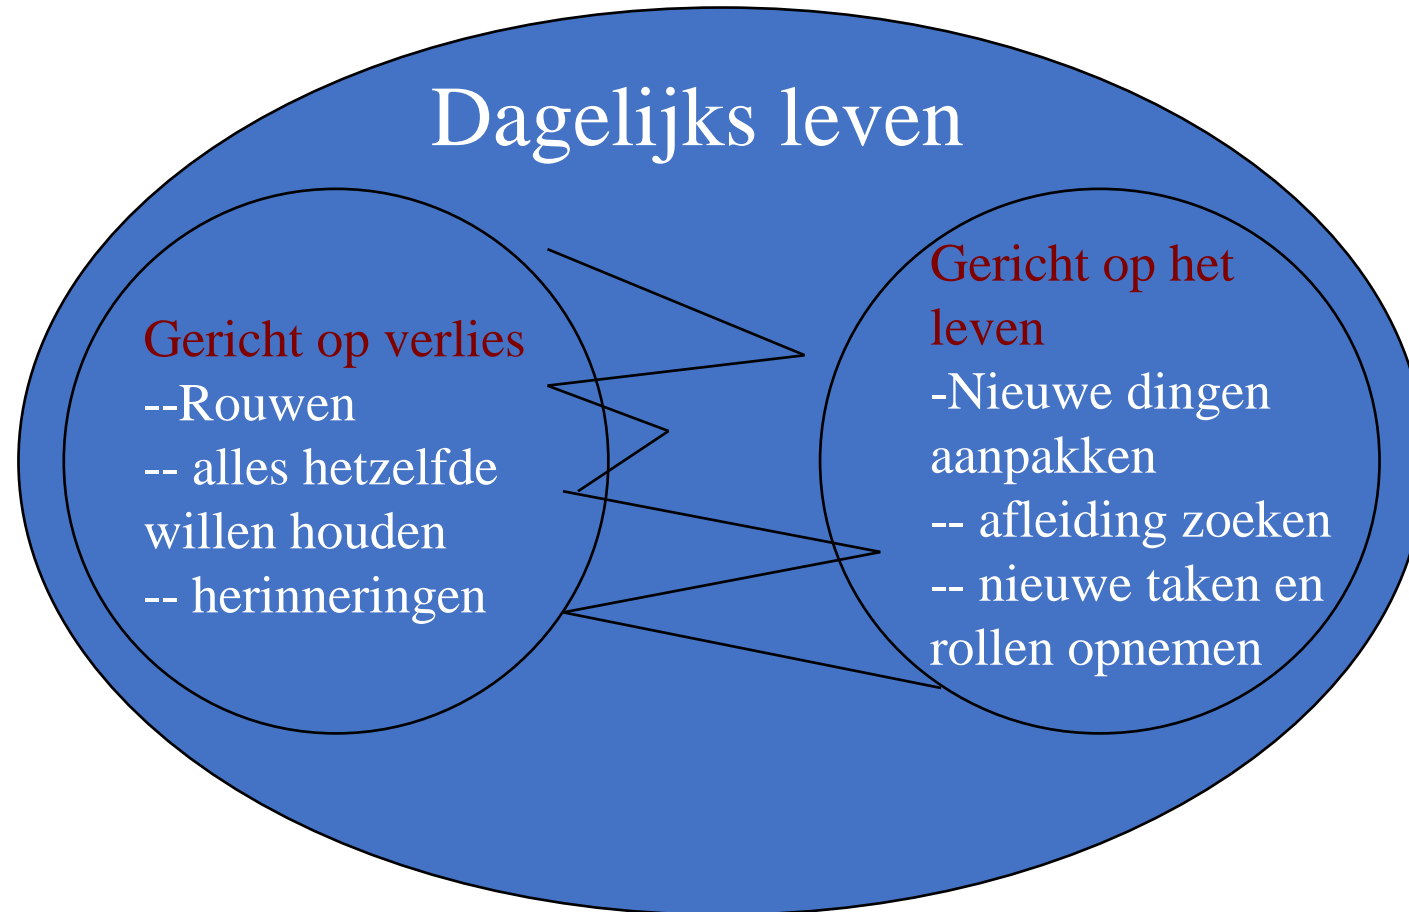 Dagelijks leven
Gericht op verlies
--Rouwen
-- alles hetzelfde
willen houden
-- herinneringen
Gericht op het
leven
-Nieuwe dingen
aanpakken
-- afleiding zoeken
-- nieuwe taken en
rollen opnemen